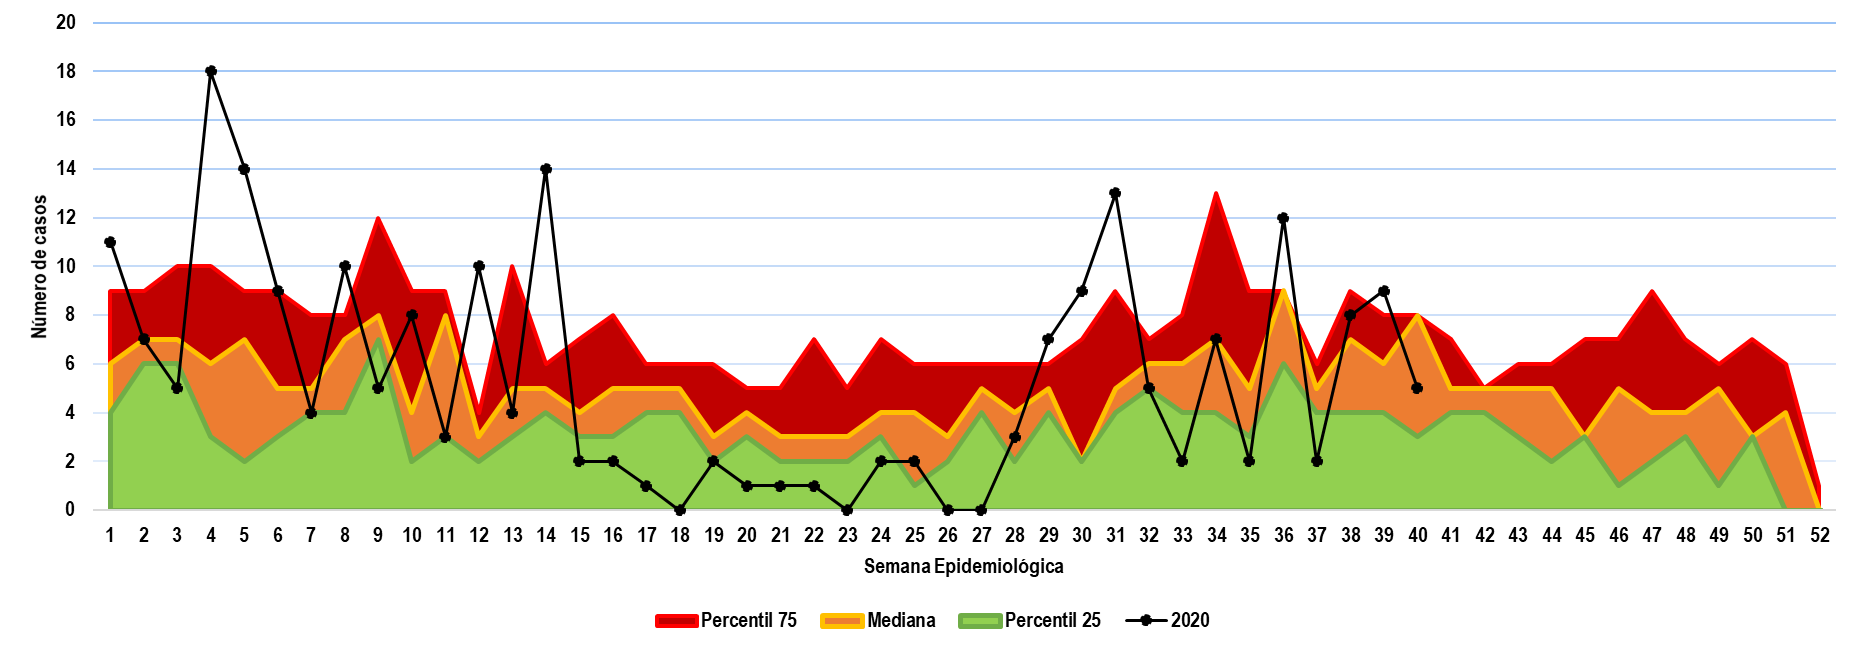 20
18
16
14
12
10
8
6
4
2
0
Número de casos
1 2 3 4 5 6 7 8 9 10 11 12 13 14 15 16 17 18 19 20 21 22 23 24 25 26 27 28 29 30 31 32 33 34 35 36 37 38 39 40 41 42 43 44 45 46 47 48 49 50 51 52
Semana Epidemiológica
Percentil 75 Mediana Percentil 25 2020